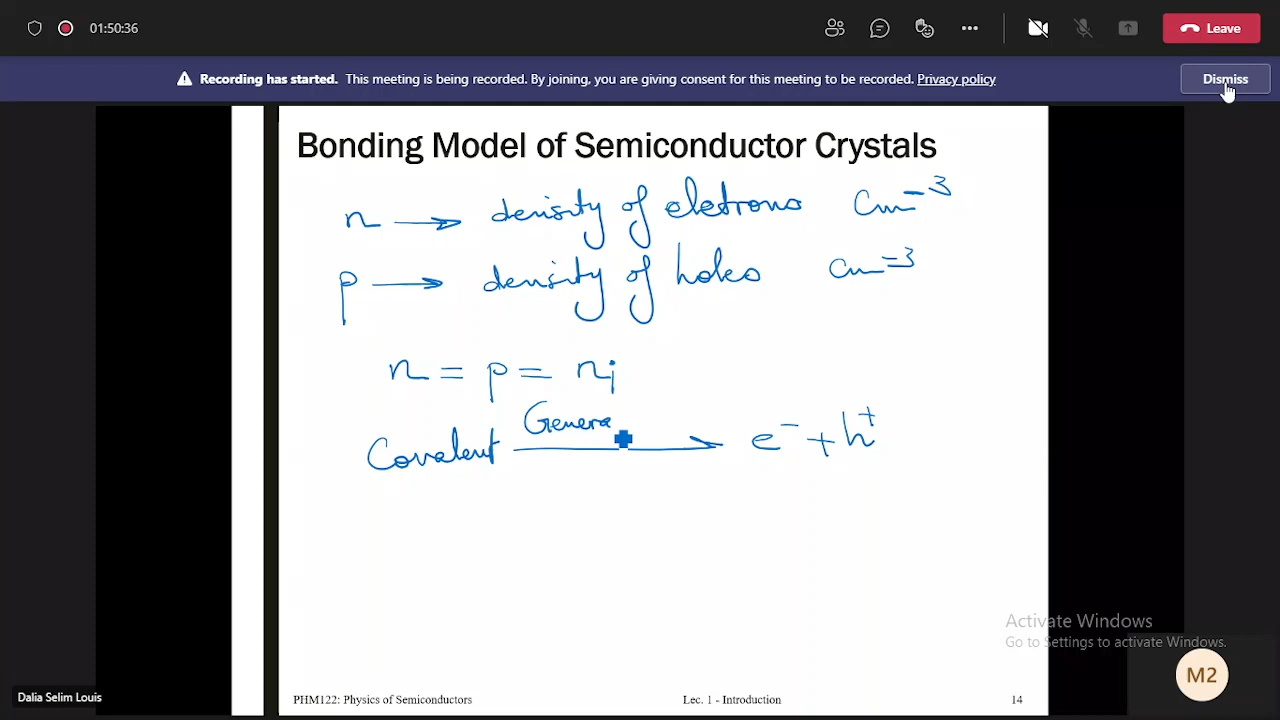 01:50:36
Leave
Recording has started. This meeting is being recorded. By joining, you are giving consent for this meeting to be recorded. Privacy policy
Dismiss
Bonding Model of Semiconductor Crystals
n → density of eletrons cm⁻³
p → density of holes cm⁻³
n = p = nᵢ
Covalent Genera → e⁻ + h⁺
Activate Windows
Go to Settings to activate Windows.
M2
Dalia Selim Louis
PHM122: Physics of Semiconductors
Lec. 1 - Introduction
14